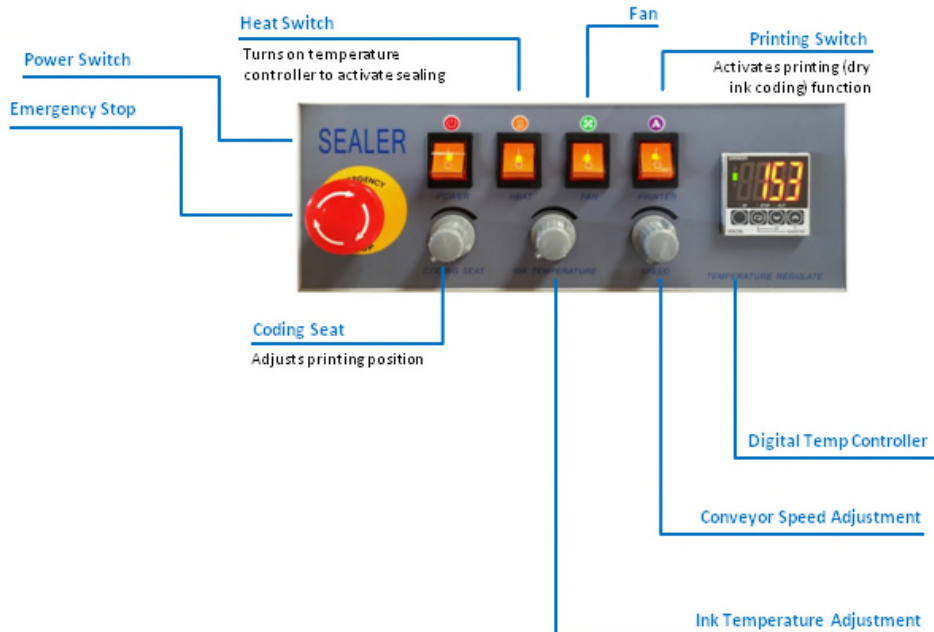 Fan
Heat Switch
Turns on temperature
controller to activate sealing
Printing Switch
Activates printing (dry
ink coding) function
Power Switch
Emergency Stop
SEALER
A
POWER
HEAT
FAN
PRINTER
153
CODING SEAT
INK TEMPERATURE
SPEED
TEMPERATURE REGULATE
Coding Seat
Adjusts printing position
Digital Temp Controller
Conveyor Speed Adjustment
Ink Temperature Adjustment